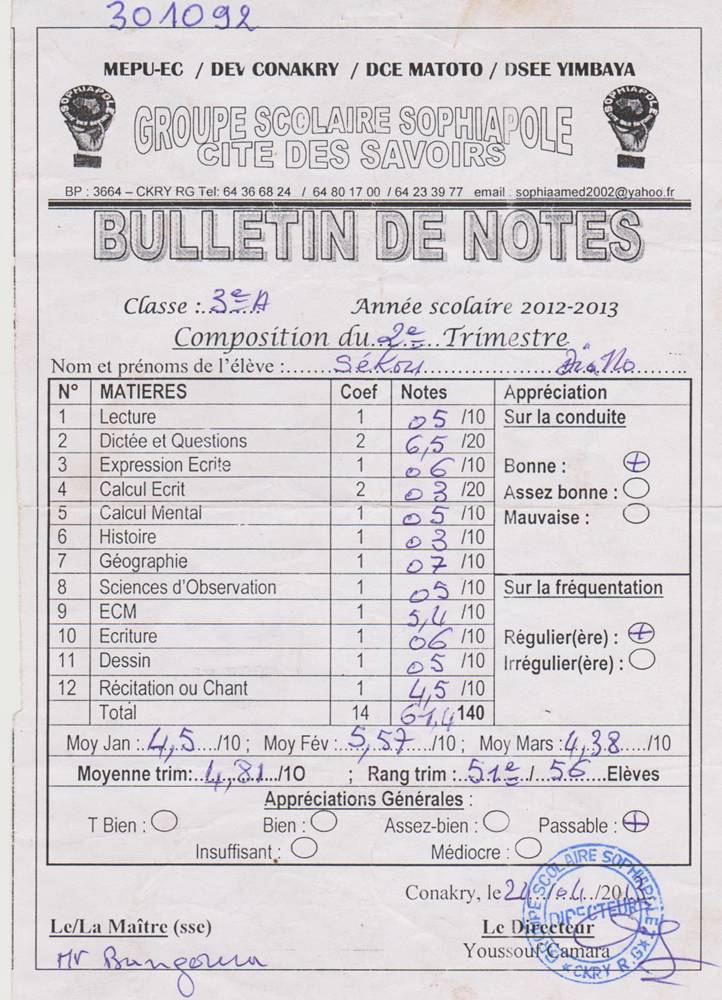 301092
MEPU-EC / DEV CONAKRY / DCE MATOTO / DSEE YIMBAYA
GROUPE SCOLAIRE SOPHIAPOLE
CITE DES SAVOIRS
BP : 3664 – CKRY RG Tel: 64 36 68 24 / 64 80 17 00 / 64 23 39 77 email : sophiaamed2002@yahoo.fr
BULLETIN DE NOTES
Classe : 3e A Année scolaire 2012-2013
Composition du 2e Trimestre
Nom et prénoms de l'élève : Sékou Diallo
N° MATIERES Coef Notes Appréciation
1 Lecture 1 05 /10 Sur la conduite
2 Dictée et Questions 2 6,5 /20
3 Expression Ecrite 1 06 /10 Bonne : +
4 Calcul Ecrit 2 03 /20 Assez bonne :
5 Calcul Mental 1 05 /10 Mauvaise :
6 Histoire 1 03 /10
7 Géographie 1 07 /10
8 Sciences d'Observation 1 05 /10 Sur la fréquentation
9 ECM 1 5,4 /10
10 Ecriture 1 06 /10 Régulier(ère) : +
11 Dessin 1 05 /10 Irrégulier(ère) :
12 Récitation ou Chant 1 4,5 /10
Total 14 61,4 140
Moy Jan : 4,5 /10 ; Moy Fév : 5,57 /10 ; Moy Mars : 4,38 /10
Moyenne trim: 4,81 /10 ; Rang trim : 51e / 56 Elèves
Appréciations Générales :
T Bien : Bien : Assez-bien : Passable : +
Insuffisant : Médiocre :
Conakry, le /04/2013
Le/La Maître (sse) Le Directeur
Mr Bangoura Youssouf Camara
GROUPE SCOLAIRE SOPHIAPOLE
DIRECTEUR
* CKRY R.G *